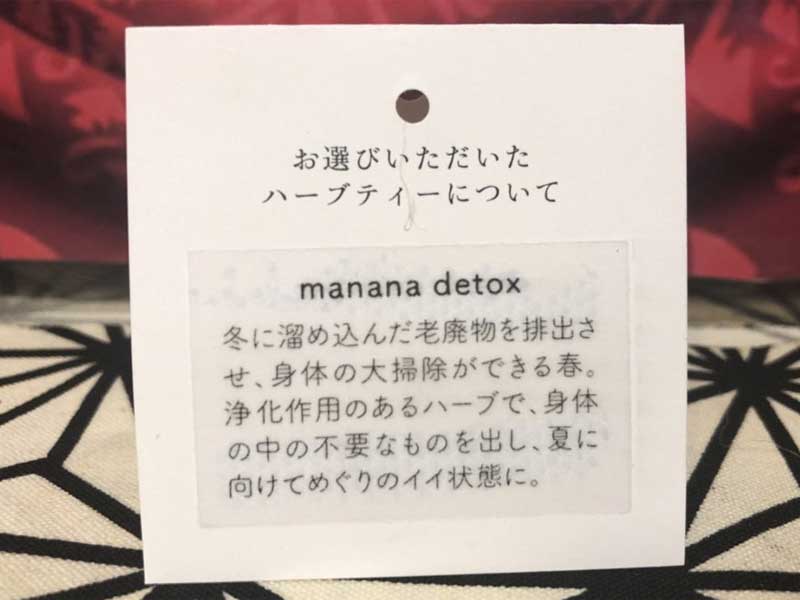 お選びいただいた
ハーブティーについて
manana detox
冬に溜め込んだ老廃物を排出さ
せ、身体の大掃除ができる春。
浄化作用のあるハーブで、身体
の中の不要なものを出し、夏に
向けてめぐりのイイ状態に。